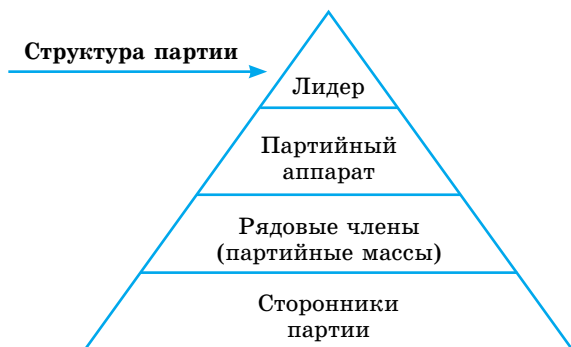 Структура партии
Лидер
Партийный
аппарат
Рядовые члены
(партийные массы)
Сторонники
партии